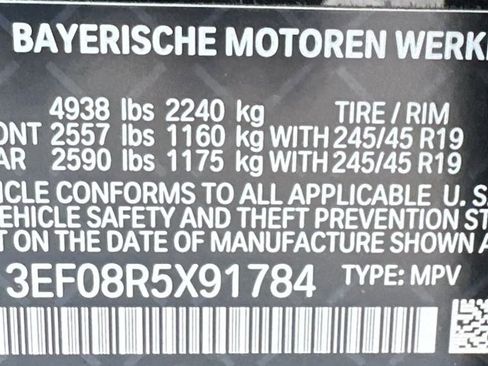 BAYERISCHE MOTOREN WERK
4938 lbs 2240 kg TIRE / RIM
ONT 2557 lbs 1160 kg WITH 245/45 R19
AR 2590 lbs 1175 kg WITH 245/45 R19
ICLE CONFORMS TO ALL APPLICABLE U. S.
VEHICLE SAFETY AND THEFT PREVENTION ST
T ON THE DATE OF MANUFACTURE SHOWN
3EF08R5X91784 TYPE: MPV